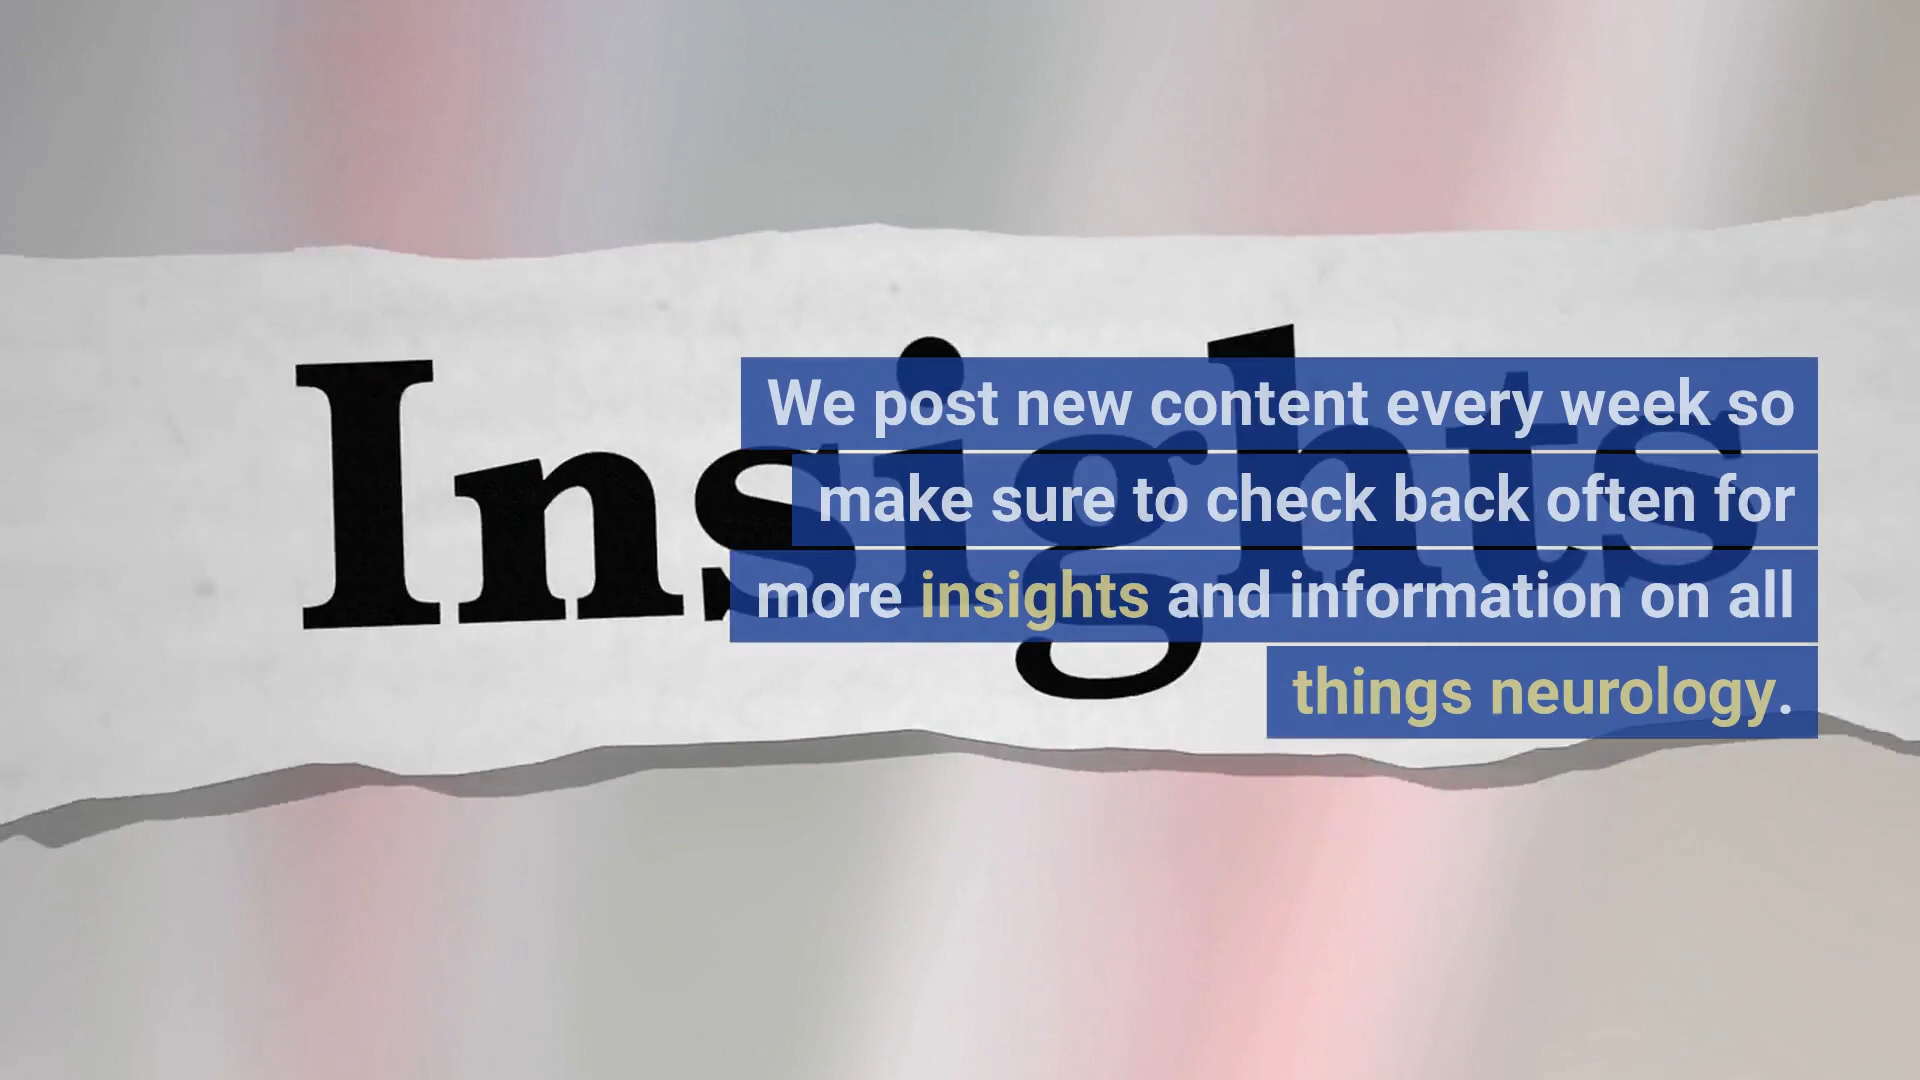 Insights
We post new content every week so
make sure to check back often for
more insights and information on all
things neurology.